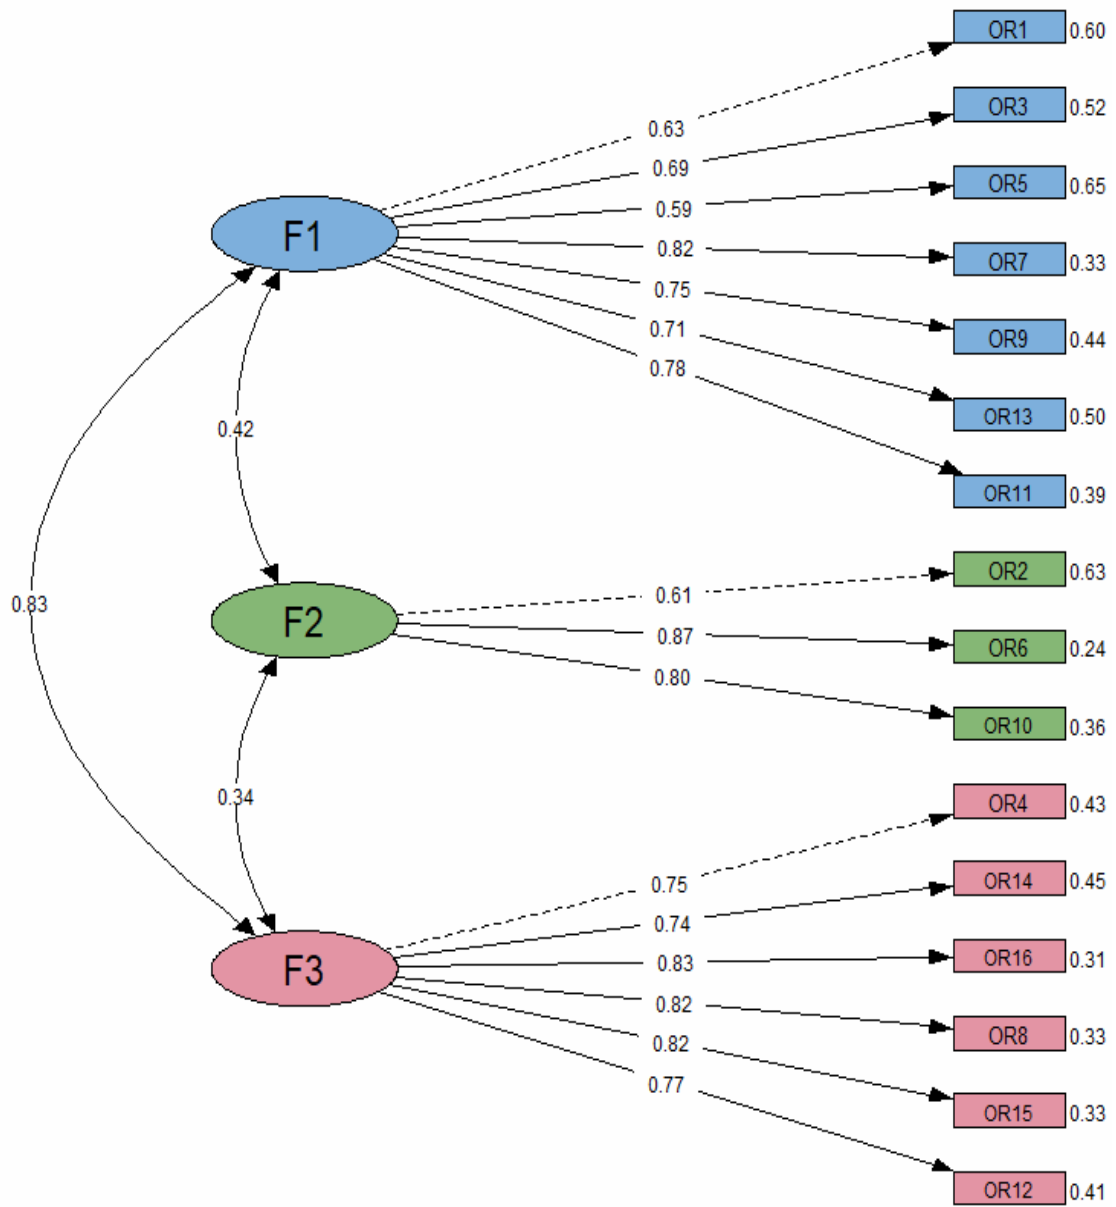 OR1 0.60
0.63
OR3 0.52
0.69
OR5 0.65
0.59
F1
0.82
OR7 0.33
0.75
0.71
OR9 0.44
0.78
OR13 0.50
0.42
OR11 0.39
OR2 0.63
0.61
0.83
F2
0.87
OR6 0.24
0.80
OR10 0.36
0.34
OR4 0.43
0.75
OR14 0.45
0.74
F3
0.83
OR16 0.31
0.82
OR8 0.33
0.82
0.77
OR15 0.33
OR12 0.41